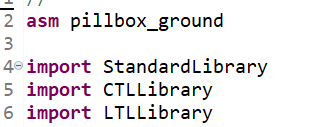 //
2 asm pillbox_ground
3
4 import StandardLibrary
5 import CTLLibrary
6 import LTLLibrary